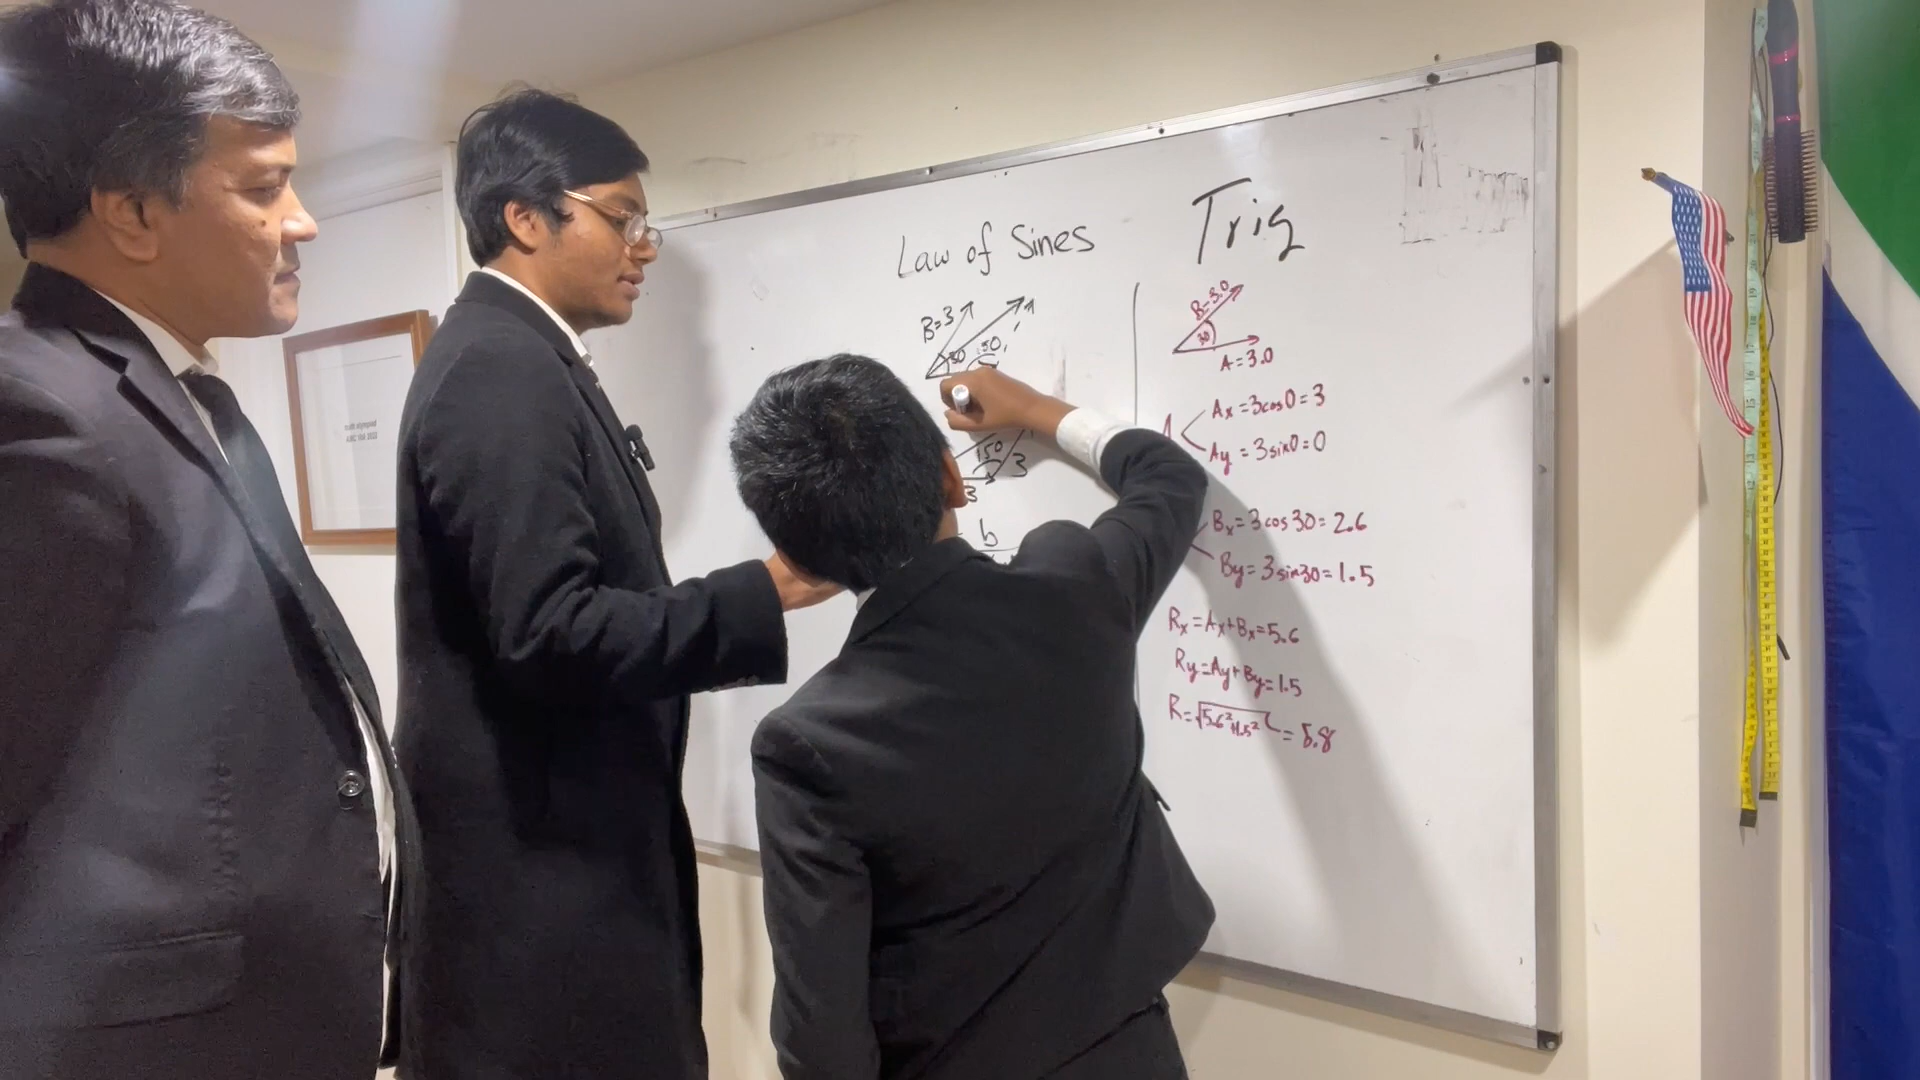 Law of Sines
B=3
30
150
150
3
3
b
Trig
B=3.0
30
A=3.0
Ax=3cos0=3
Ay=3sin0=0
Bx=3cos30=2.6
By=3sin30=1.5
Rx=Ax+Bx=5.6
Ry=Ay+By=1.5
R=√5.6²+1.5² = 5.8